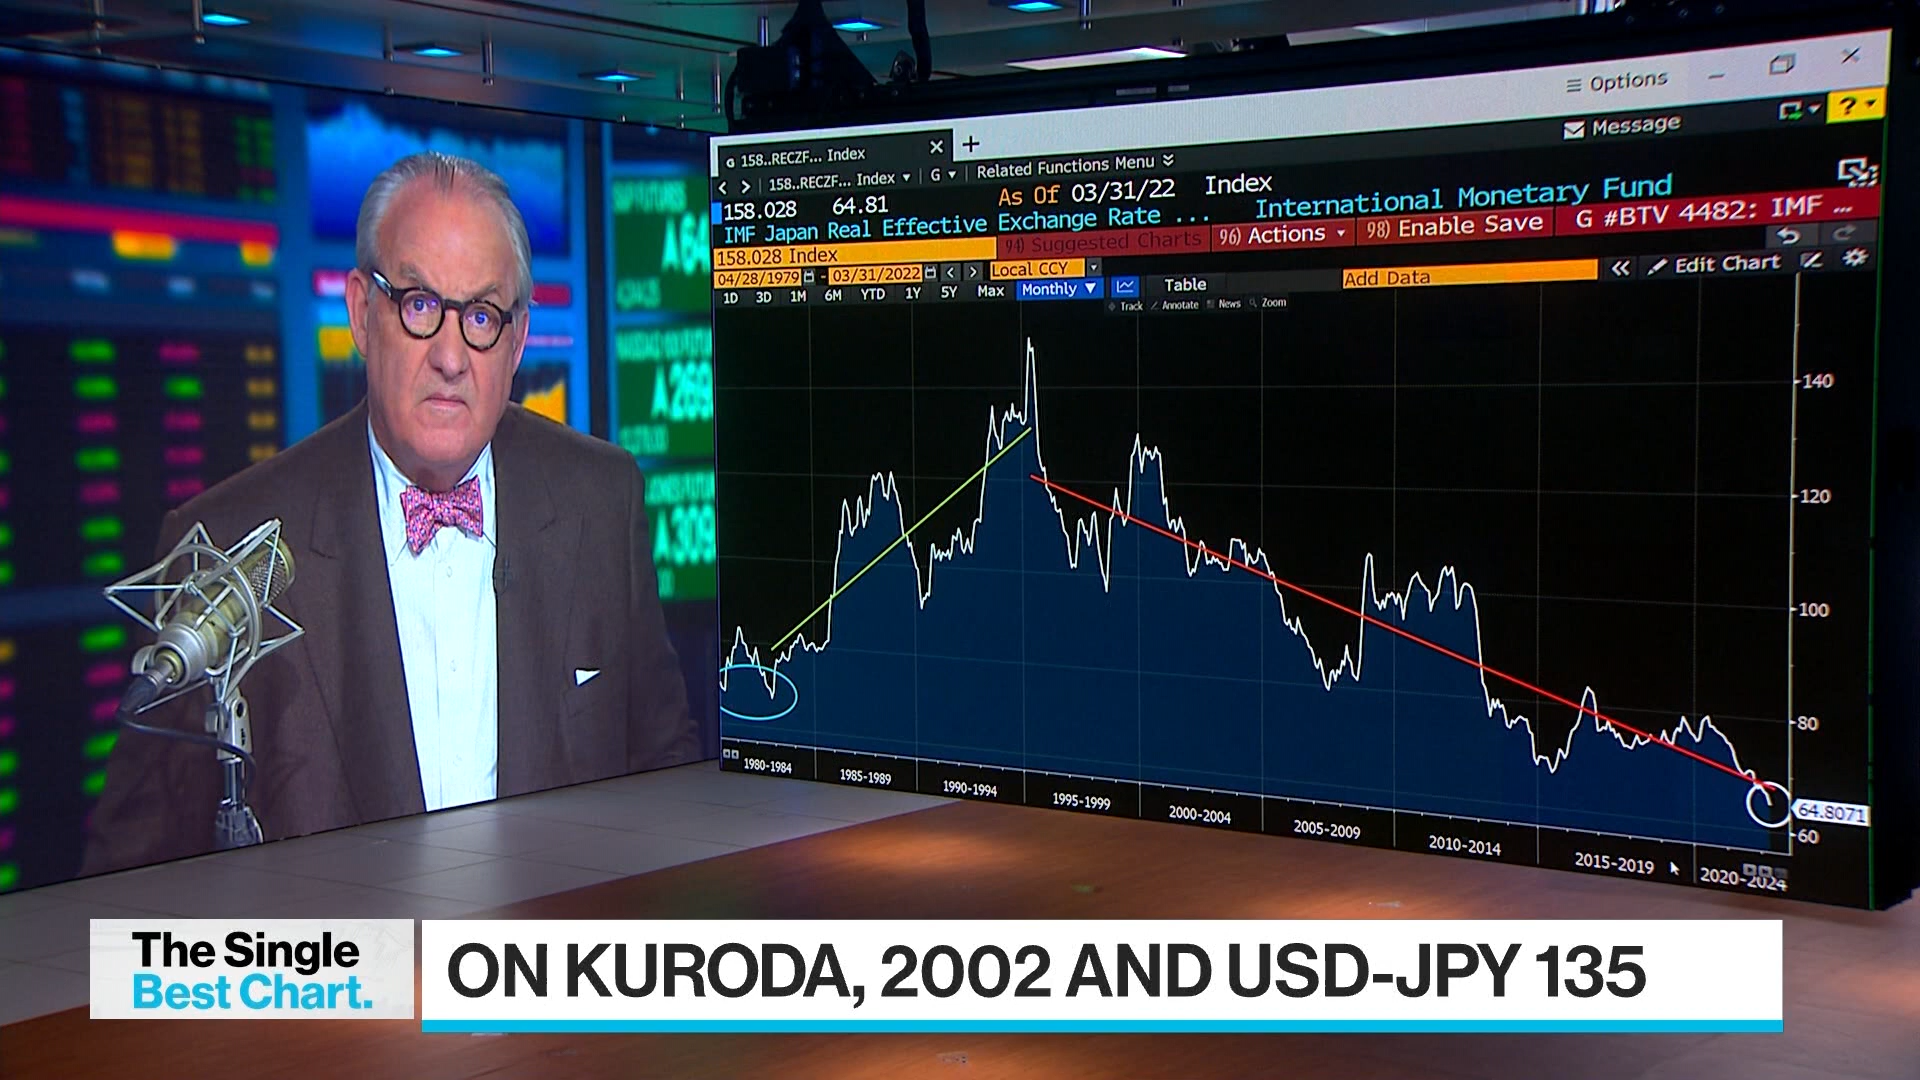 Options
Message
G 158..RECZF... Index
158..RECZF... Index
G
Related Functions Menu
?
158.028
64.81
As Of 03/31/22
Index
IMF Japan Real Effective Exchange Rate ...
International Monetary Fund
158.028 Index
94) Suggested Charts
96) Actions
98) Enable Save
G #BTV 4482: IMF ...
04/28/1979 - 03/31/2022
Local CCY
Add Data
Edit Chart
1D 3D 1M 6M YTD 1Y 5Y Max Monthly
Table
Track Annotate News Zoom
140
120
100
80
64.8071
60
1980-1984
1985-1989
1990-1994
1995-1999
2000-2004
2005-2009
2010-2014
2015-2019
2020-2024
The Single
Best Chart.
ON KURODA, 2002 AND USD-JPY 135